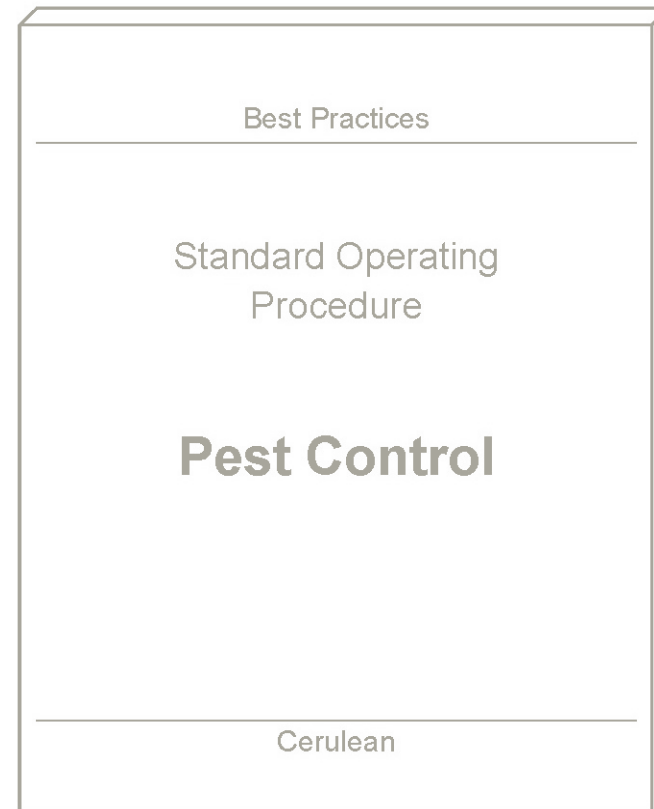 Best Practices
Standard Operating
Procedure
Pest Control
Cerulean